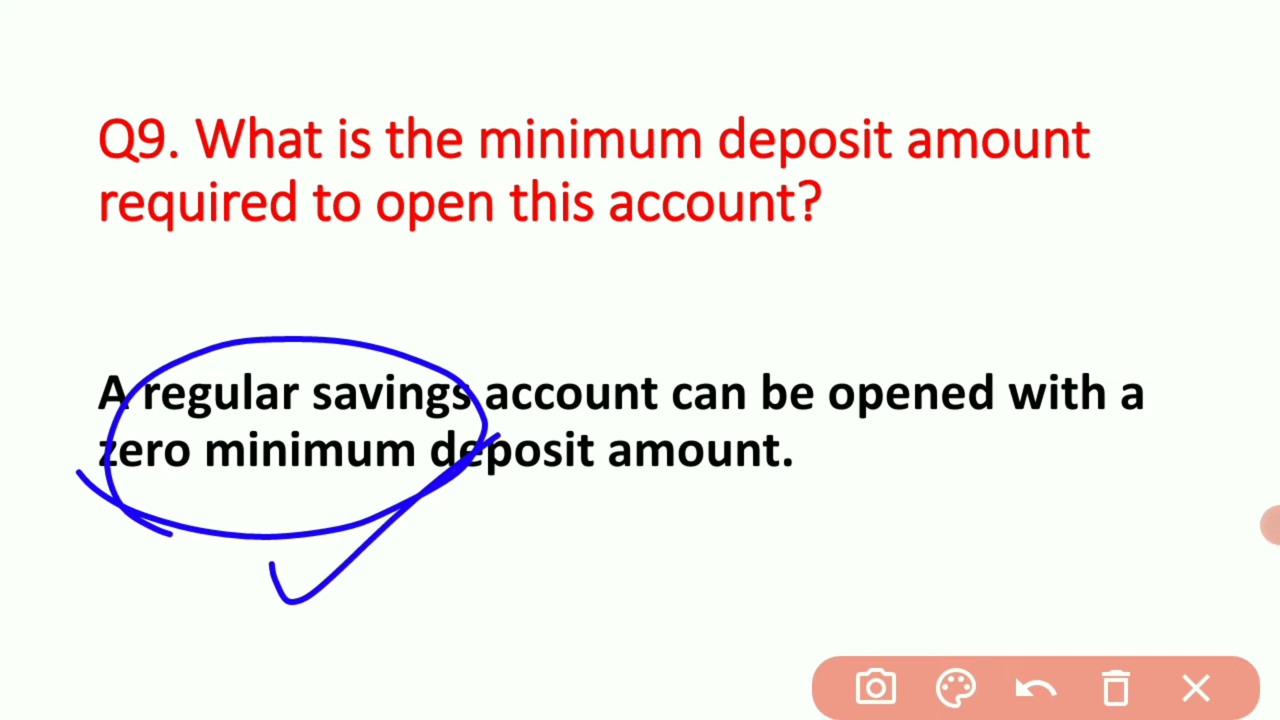 Q9. What is the minimum deposit amount
required to open this account?
A regular savings account can be opened with a
zero minimum deposit amount.